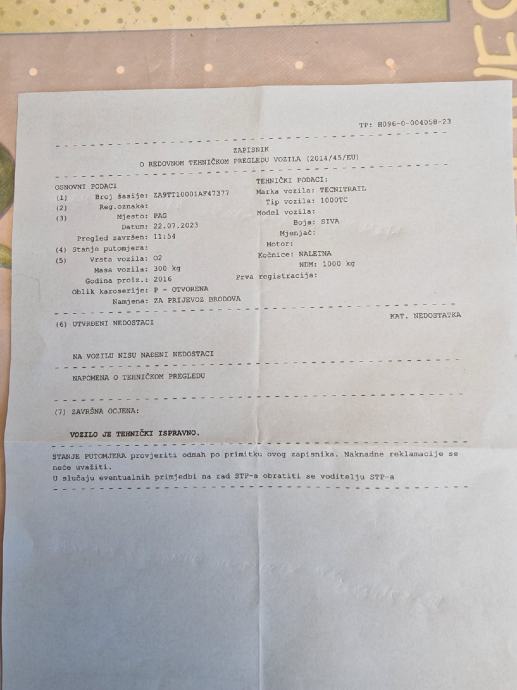 TP: H096-0-004058-23
ZAPISNIK
O REDOVNOM TEHNIČKOM PREGLEDU VOZILA (2014/45/EU)
OSNOVNI PODACI
(1) Broj šasije: ZA9TI10001AF47377
(2) Reg.oznaka:
(3) Mjesto: PAG
Datum: 22.07.2023
Pregled završen: 11:54
(4) Stanje putomjera:
(5) Vrsta vozila: O2
Masa vozila: 300 kg
Godina proiz.: 2016
Oblik karoserije: P - OTVORENA
Namjena: ZA PRIJEVOZ BRODOVA
TEHNIČKI PODACI:
Marka vozila: TECNITRAIL
Tip vozila: 1000TC
Model vozila:
Boja: SIVA
Mjenjač:
Motor:
Kočnice: NALETNA
NDM: 1000 kg
Prva registracija:
(6) UTVRĐENI NEDOSTACI KAT. NEDOSTATKA
NA VOZILU NISU NAĐENI NEDOSTACI
NAPOMENA O TEHNIČKOM PREGLEDU
(7) ZAVRŠNA OCJENA:
VOZILO JE TEHNIČKI ISPRAVNO.
STANJE PUTOMJERA provjeriti odmah po primitku ovog zapisnika. Naknadne reklamacije se
neće uvažiti.
U slučaju eventualnih primjedbi na rad STP-a obratiti se voditelju STP-a